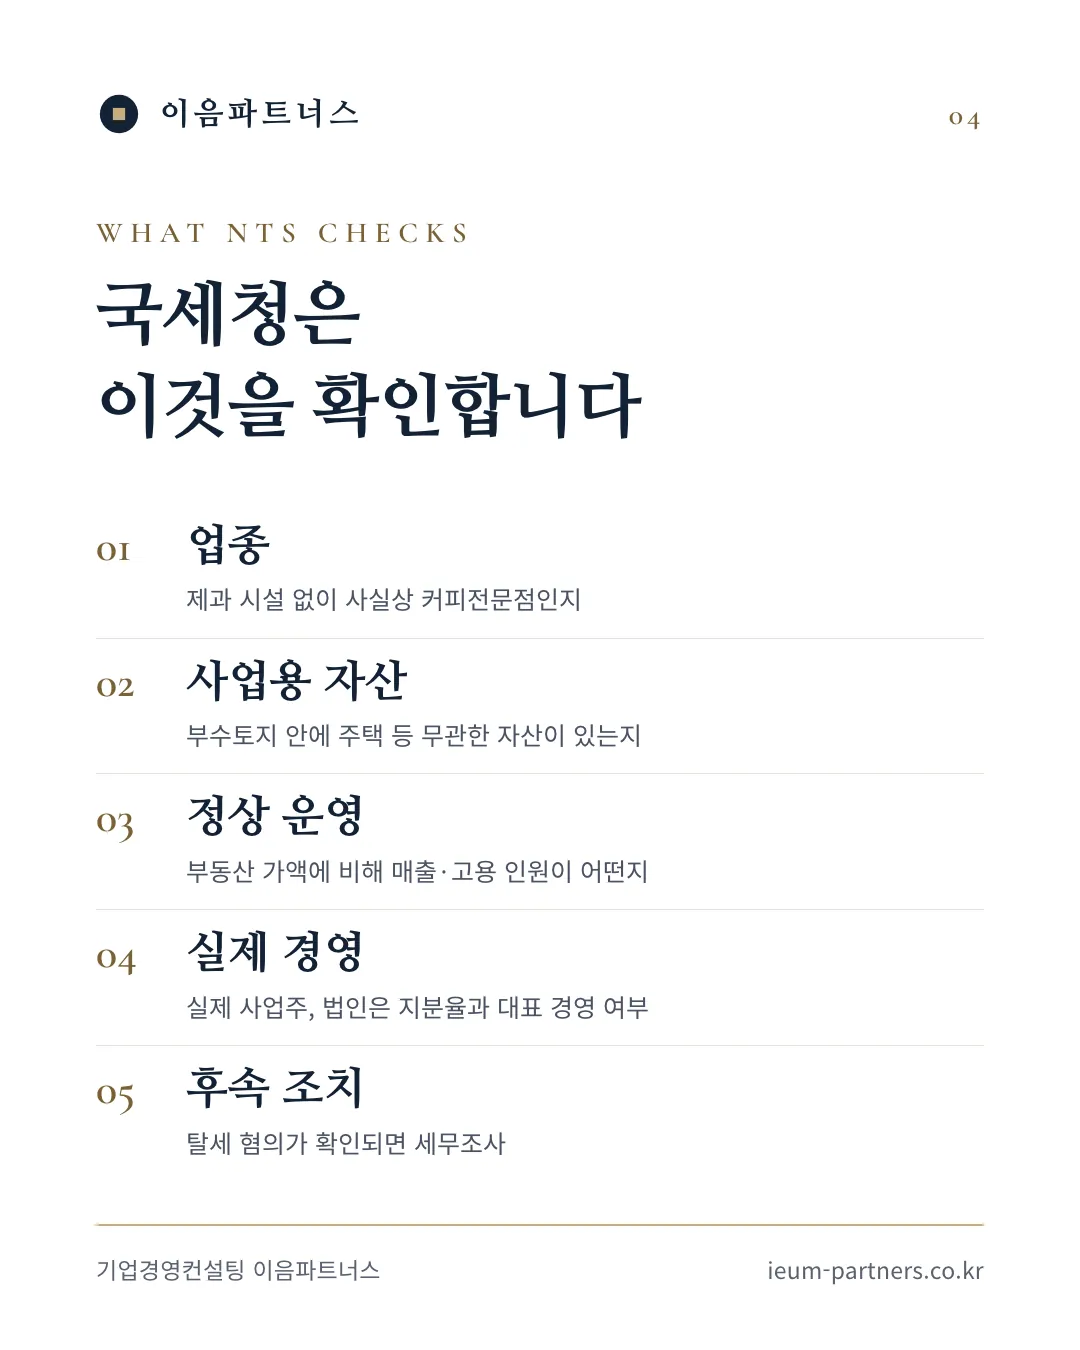 이음파트너스
04
WHAT NTS CHECKS
국세청은
이것을 확인합니다
01 업종
제과 시설 없이 사실상 커피전문점인지
02 사업용 자산
부수토지 안에 주택 등 무관한 자산이 있는지
03 정상 운영
부동산 가액에 비해 매출·고용 인원이 어떤지
04 실제 경영
실제 사업주, 법인은 지분율과 대표 경영 여부
05 후속 조치
탈세 혐의가 확인되면 세무조사
기업경영컨설팅 이음파트너스
ieum-partners.co.kr